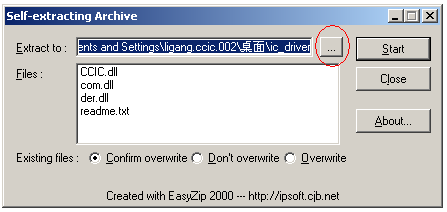 Self-extracting Archive
Extract to : ents and Settings\ligang.ccic.002\桌面\ic_driver ... Start
Files : Close
CCIC.dll
com.dll
der.dll
readme.txt
About...
Existing files : Confirm overwrite Don't overwrite Overwrite
Created with EasyZip 2000 --- http://ipsoft.cjb.net